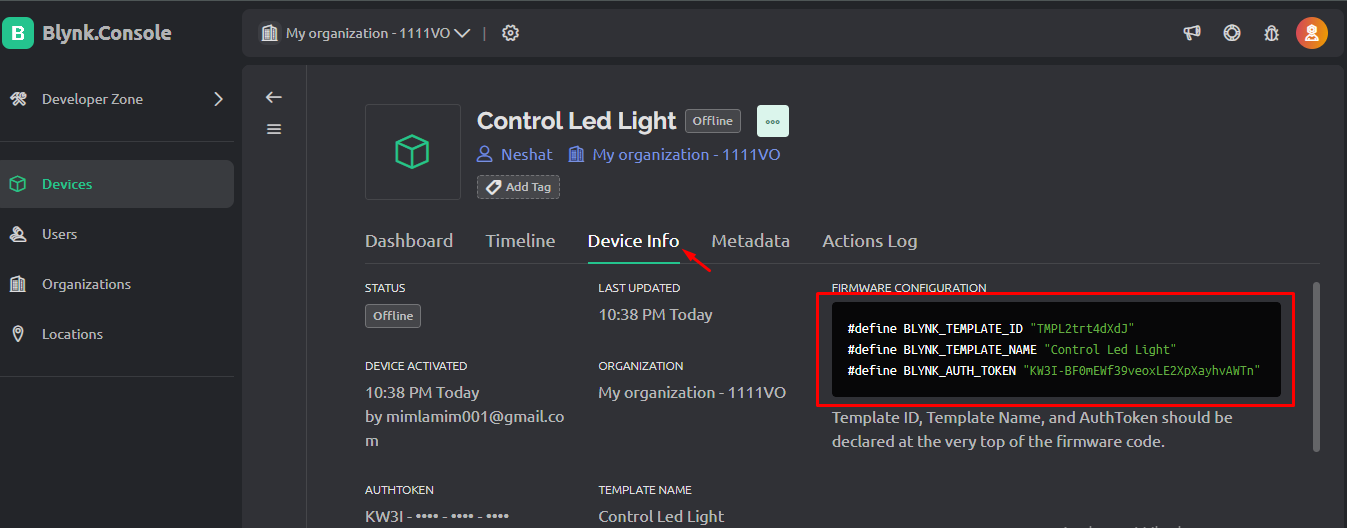 B Blynk.Console
My organization - 1111VO |
Developer Zone
Devices
Users
Organizations
Locations
Control Led Light Offline
Neshat My organization - 1111VO
Add Tag
Dashboard Timeline Device Info Metadata Actions Log
STATUS
Offline
LAST UPDATED
10:38 PM Today
DEVICE ACTIVATED
10:38 PM Today
by mimlamim001@gmail.co
m
ORGANIZATION
My organization - 1111VO
AUTHTOKEN
KW3I - •••• - •••• - ••••
TEMPLATE NAME
Control Led Light
FIRMWARE CONFIGURATION
#define BLYNK_TEMPLATE_ID "TMPL2trt4dXdJ"
#define BLYNK_TEMPLATE_NAME "Control Led Light"
#define BLYNK_AUTH_TOKEN "KW3I-BF0mEWf39veoxLE2XpXayhvAWTn"
Template ID, Template Name, and AuthToken should be
declared at the very top of the firmware code.